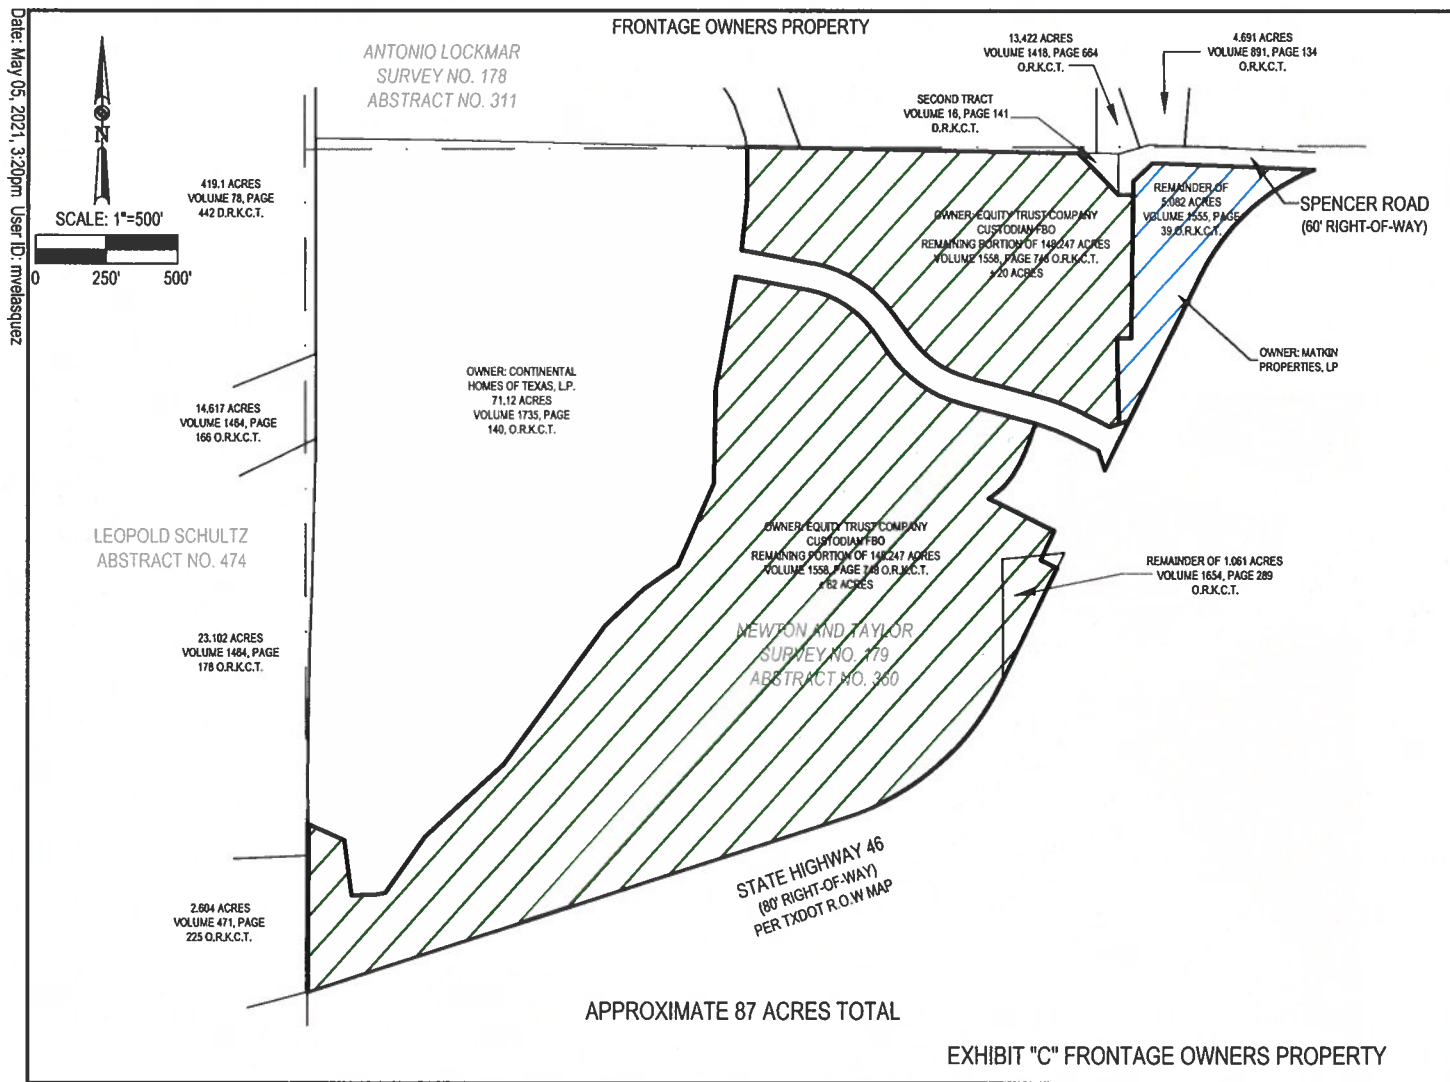 Date: May 05, 2021, 3:20pm User ID: mvelasquez
FRONTAGE OWNERS PROPERTY
ANTONIO LOCKMAR
SURVEY NO. 178
ABSTRACT NO. 311
13.422 ACRES
VOLUME 1418, PAGE 664
O.R.K.C.T.
4.691 ACRES
VOLUME 891, PAGE 134
O.R.K.C.T.
SECOND TRACT
VOLUME 16, PAGE 141
D.R.K.C.T.
N
SCALE: 1"=500'
0 250' 500'
419.1 ACRES
VOLUME 78, PAGE
442 D.R.K.C.T.
REMAINDER OF
5.082 ACRES
VOLUME 1555, PAGE
39 O.R.K.C.T.
SPENCER ROAD
(60' RIGHT-OF-WAY)
OWNER: EQUITY TRUST COMPANY
CUSTODIAN FBO
REMAINING PORTION OF 148.247 ACRES
VOLUME 1558, PAGE 748 O.R.K.C.T.
± 20 ACRES
OWNER: MATKIN
PROPERTIES, LP
OWNER: CONTINENTAL
HOMES OF TEXAS, L.P.
71.12 ACRES
VOLUME 1735, PAGE
140, O.R.K.C.T.
14.617 ACRES
VOLUME 1464, PAGE
166 O.R.K.C.T.
LEOPOLD SCHULTZ
ABSTRACT NO. 474
OWNER: EQUITY TRUST COMPANY
CUSTODIAN FBO
REMAINING PORTION OF 148.247 ACRES
VOLUME 1558, PAGE 748 O.R.K.C.T.
± 62 ACRES
REMAINDER OF 1.061 ACRES
VOLUME 1654, PAGE 289
O.R.K.C.T.
NEWTON AND TAYLOR
SURVEY NO. 179
ABSTRACT NO. 360
23.102 ACRES
VOLUME 1464, PAGE
178 O.R.K.C.T.
2.604 ACRES
VOLUME 471, PAGE
225 O.R.K.C.T.
STATE HIGHWAY 46
(80' RIGHT-OF-WAY)
PER TXDOT R.O.W MAP
APPROXIMATE 87 ACRES TOTAL
EXHIBIT "C" FRONTAGE OWNERS PROPERTY